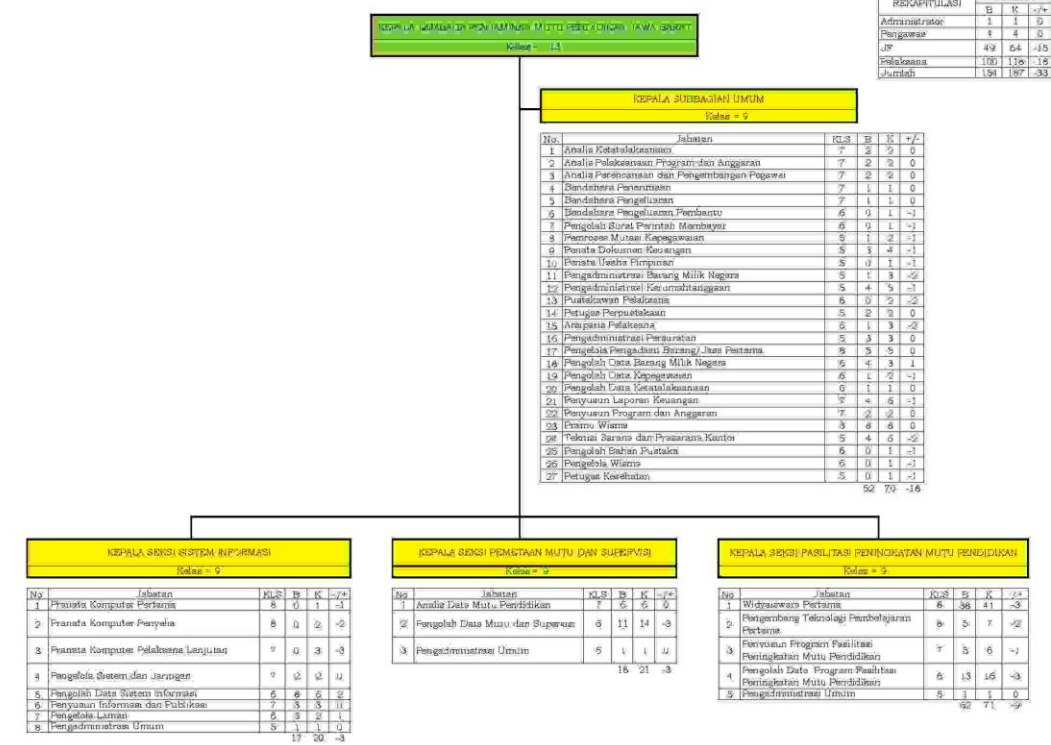 REKAPITULASI
B K -/+
Administrator 1 1 0
Pengawas 4 4 0
JF 49 64 -15
Pelaksana 100 118 -18
Jumlah 154 187 -33
KEPALA LEMBAGA PENJAMINAN MUTU PENDIDIKAN JAWA BARAT
Kelas = 13
KEPALA SUBBAGIAN UMUM
Kelas = 9
No. Jabatan KLS B K +/-
1 Analis Ketatalaksanaan 7 2 2 0
2 Analis Pelaksanaan Program dan Anggaran 7 2 2 0
3 Analis Perencanaan dan Pengembangan Pegawai 7 2 2 0
4 Bendahara Penerimaan 7 1 1 0
5 Bendahara Pengeluaran 7 1 1 0
6 Bendahara Pengeluaran Pembantu 6 0 1 -1
7 Pengolah Surat Perintah Membayar 6 0 1 -1
8 Pemroses Mutasi Kepegawaian 5 1 2 -1
9 Penata Dokumen Keuangan 5 3 4 -1
10 Penata Usaha Pimpinan 5 0 1 -1
11 Pengadministrasi Barang Milik Negara 5 1 3 -2
12 Pengadministrasi Kerumahtanggaan 5 4 5 -1
13 Pustakawan Pelaksana 6 0 2 -2
14 Petugas Perpustakaan 5 2 2 0
15 Arsiparis Pelaksana 6 1 3 -2
16 Pengadministrasi Persuratan 5 3 3 0
17 Pengelola Pengadaan Barang/Jasa Pertama 8 5 5 0
18 Pengolah Data Barang Milik Negara 6 4 3 1
19 Pengolah Data Kepegawaian 6 1 2 -1
20 Pengolah Data Ketatalaksanaan 6 1 1 0
21 Penyusun Laporan Keuangan 7 4 -1
22 Penyusun Program dan Anggaran 7 2 2 0
23 Pramu Wisma 3 0
24 Teknisi Sarana dan Prasarana Kantor 5 4 6 -2
25 Pengolah Bahan Pustaka 6 0 1 -1
26 Pengelola Wisma 6 0 1 -1
27 Petugas Kesehatan 5 0 1 -1
52 70 -18
KEPALA SEKSI SISTEM INFORMASI
Kelas = 9
No Jabatan KLS B K -/+
1 Pranata Komputer Pertama 8 0 1 -1
2 Pranata Komputer Penyelia 8 0 2 -2
3 Pranata Komputer Pelaksana Lanjutan 7 0 3 -3
4 Pengelola Sistem dan Jaringan 7 2 2 0
5 Pengolah Data Sistem Informasi 6 8 6 2
6 Penyusun Informasi dan Publikasi 7 3 3 0
7 Pengelola Laman 6 3 2 1
8 Pengadministrasi Umum 5 1 1 0
17 20 -3
KEPALA SEKSI PEMETAAN MUTU DAN SUPERVISI
Kelas = 9
No Jabatan KLS B K -/+
1 Analis Data Mutu Pendidikan 7 6 6 0
2 Pengolah Data Mutu dan Supervisi 6 11 14 -3
3 Pengadministrasi Umum 5 1 1 0
18 21 -3
KEPALA SEKSI FASILITASI PENINGKATAN MUTU PENDIDIKAN
Kelas = 9
No Jabatan KLS B K -/+
1 Widyaiswara Pertama 8 38 41 -3
2 Pengembang Teknologi Pembelajaran
Pertama 8 5 7 -2
3 Penyusun Program Fasilitasi
Peningkatan Mutu Pendidikan 7 5 6 -1
4 Pengolah Data Program Fasilitasi
Peningkatan Mutu Pendidikan 6 13 16 -3
5 Pengadministrasi Umum 5 1 1 0
62 71 -9